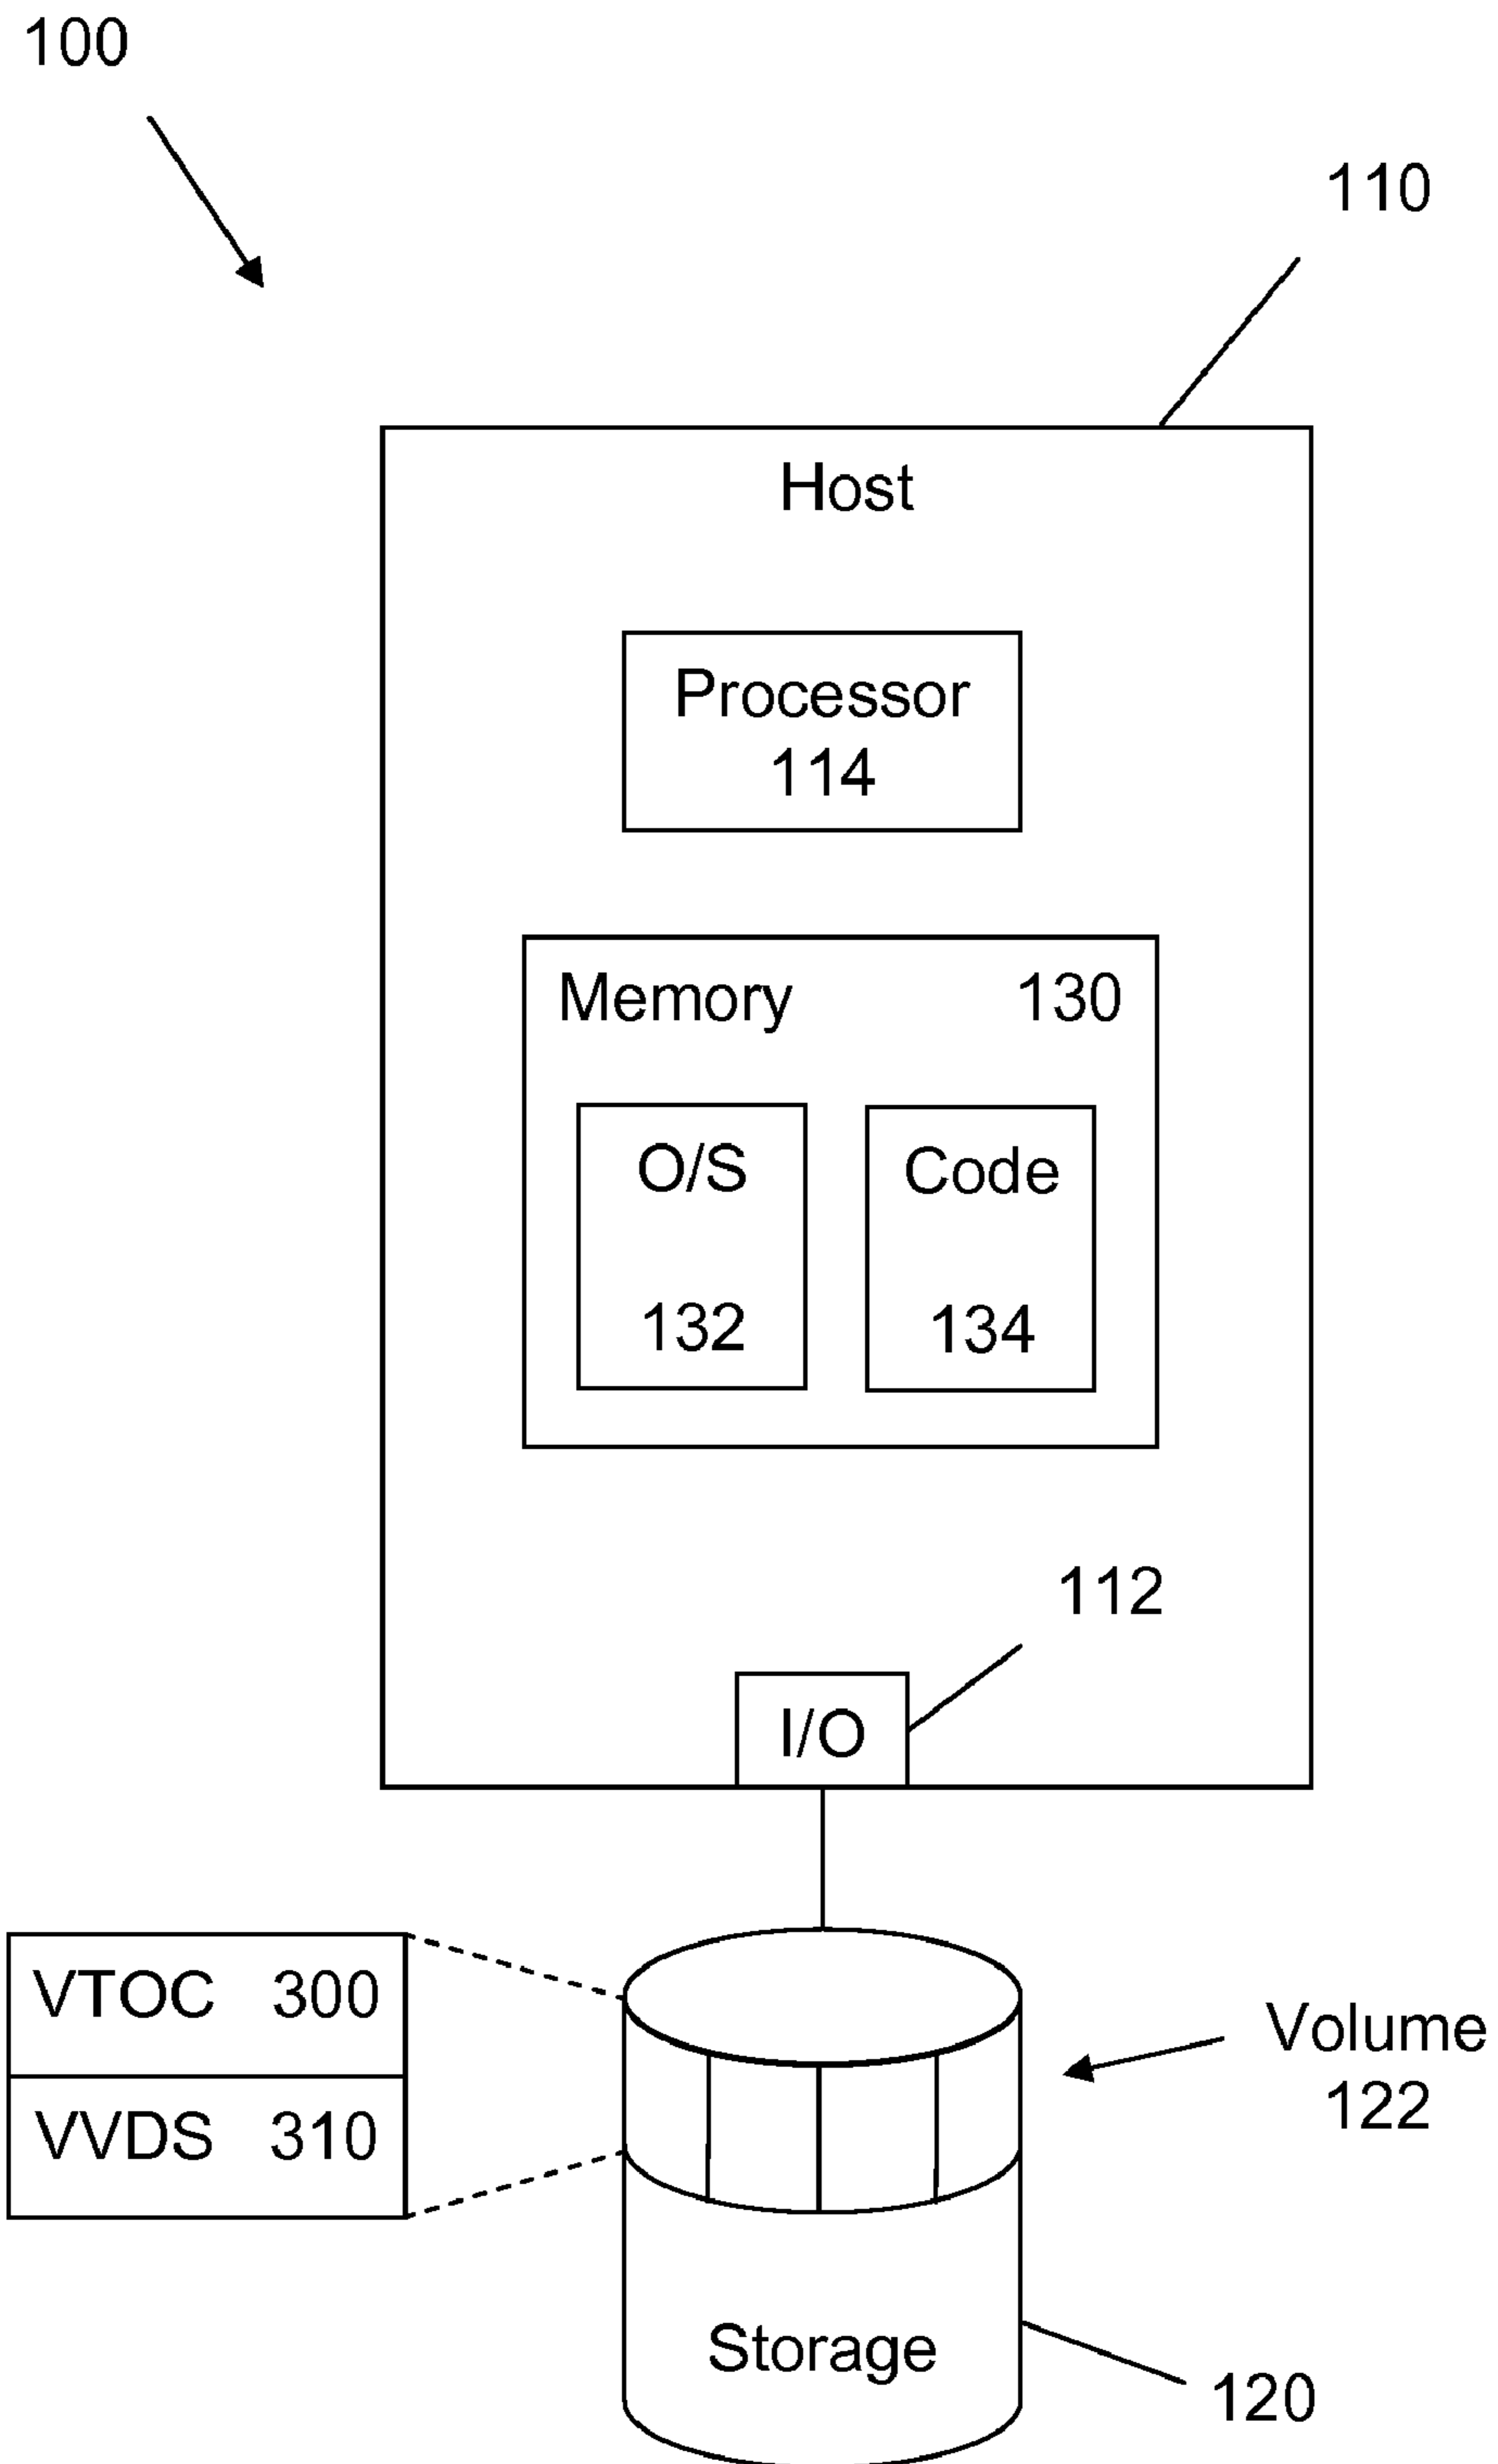 100
110
Host
Processor
114
Memory 130
O/S Code
132 134
112
I/O
VTOC 300
VVDS 310
Volume
122
Storage
120